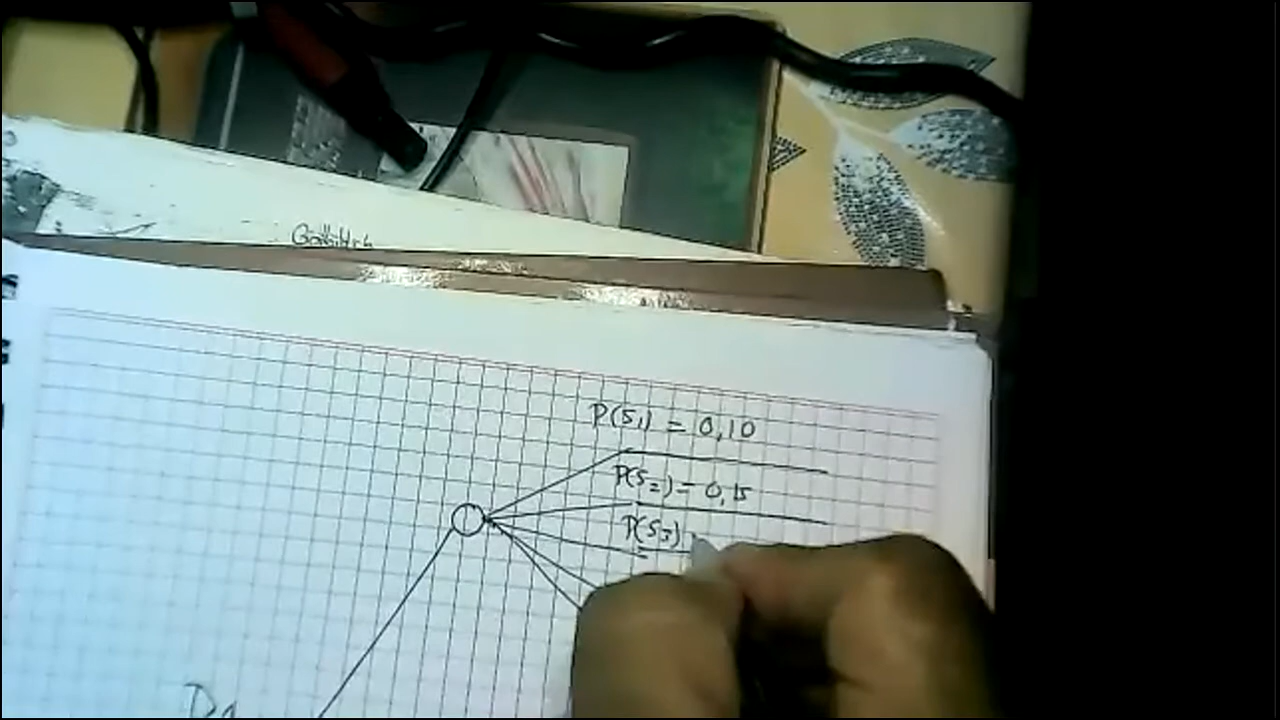 P(S1) = 0,10
P(S2) = 0,15
P(S3)